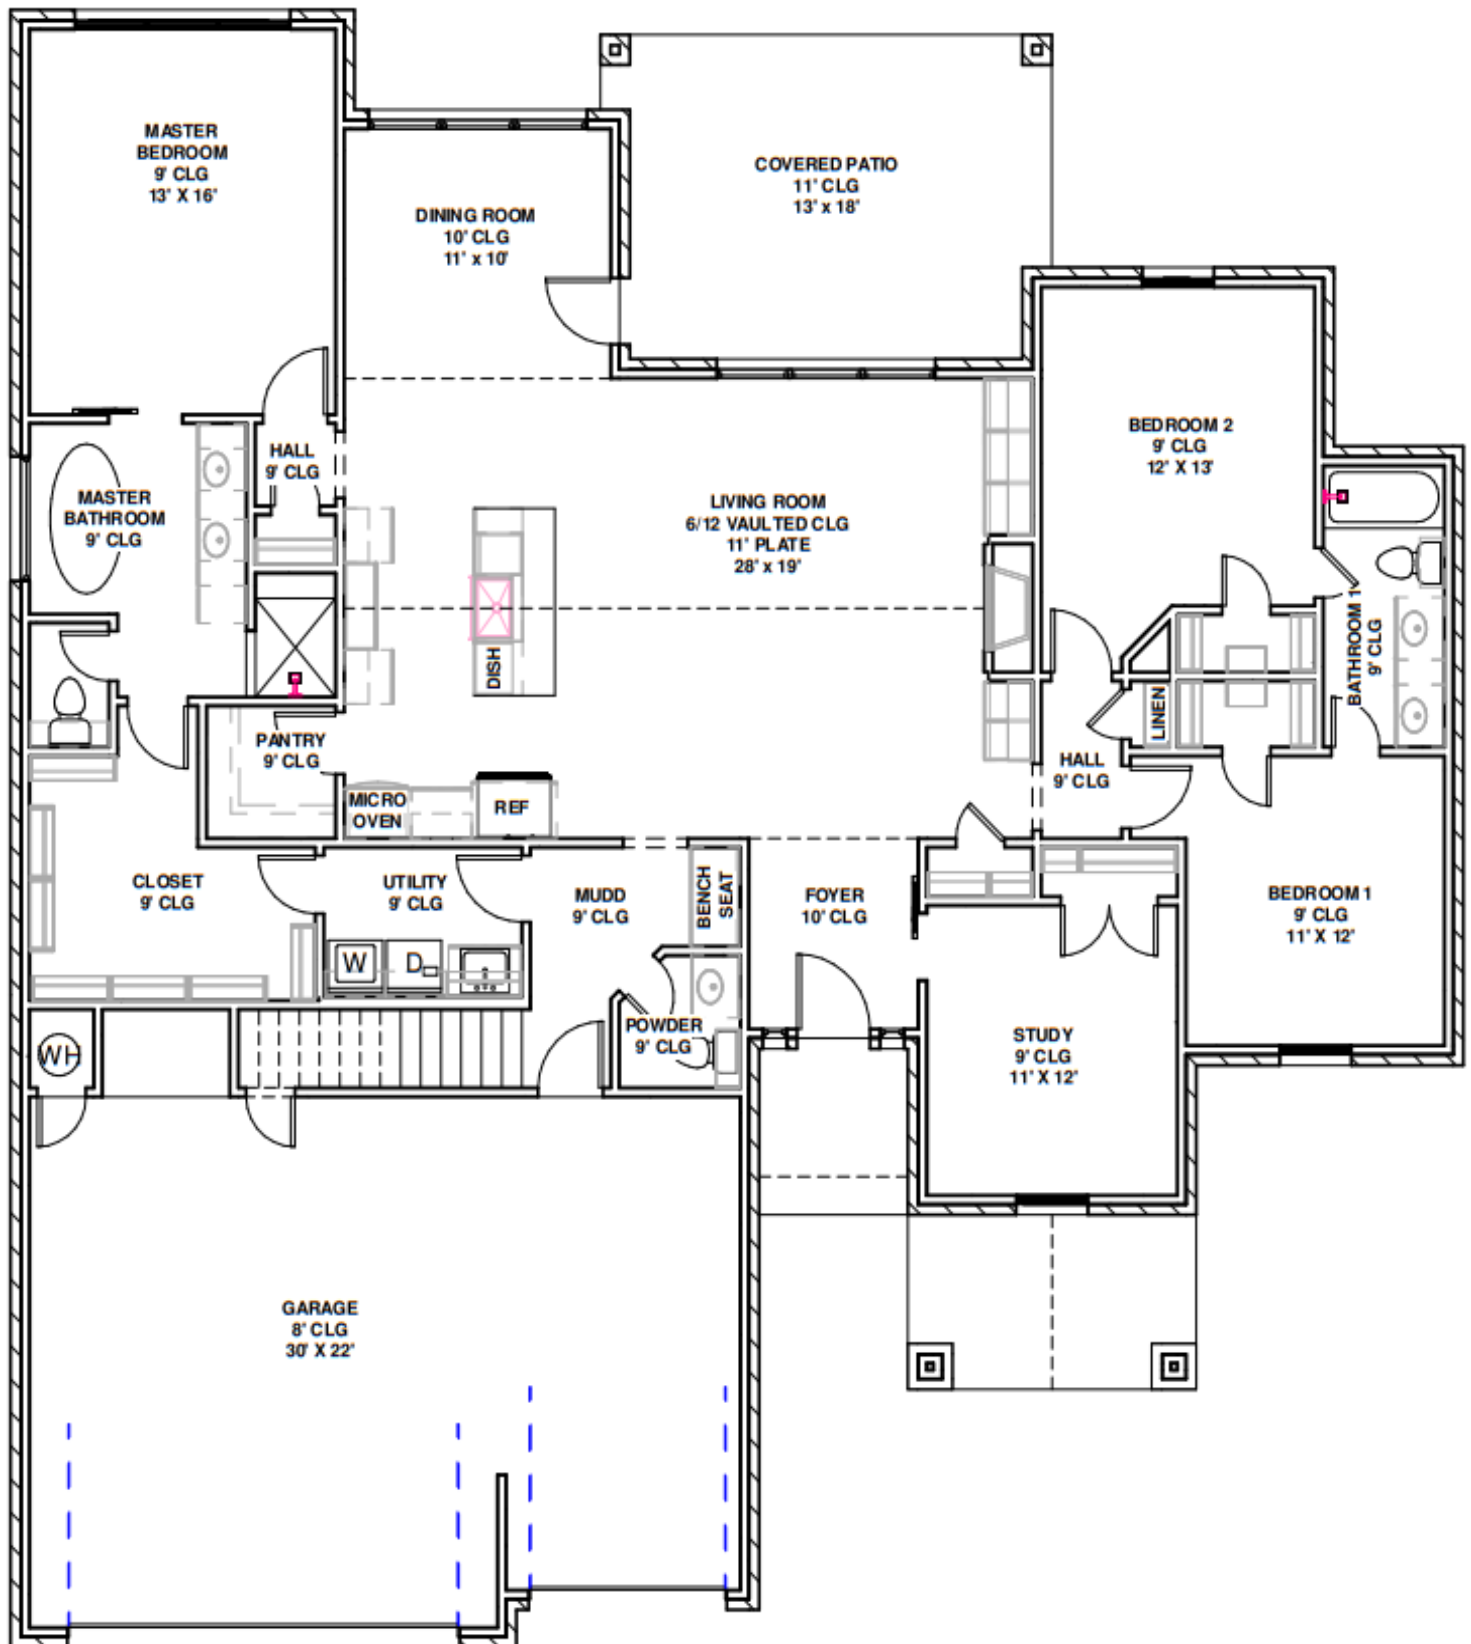 MASTER
BEDROOM
9' CLG
13' X 16'
DINING ROOM
10' CLG
11' x 10'
COVERED PATIO
11' CLG
13' x 18'
HALL
9' CLG
MASTER
BATHROOM
9' CLG
LIVING ROOM
6/12 VAULTED CLG
11' PLATE
28' x 19'
BEDROOM 2
9' CLG
12' X 13'
BATHROOM 1
9' CLG
DISH
LINEN
PANTRY
9' CLG
MICRO
OVEN
REF
HALL
9' CLG
CLOSET
9' CLG
UTILITY
9' CLG
W
D
MUDD
9' CLG
BENCH
SEAT
FOYER
10' CLG
BEDROOM 1
9' CLG
11' X 12'
WH
POWDER
9' CLG
STUDY
9' CLG
11' X 12'
GARAGE
8' CLG
30' X 22'